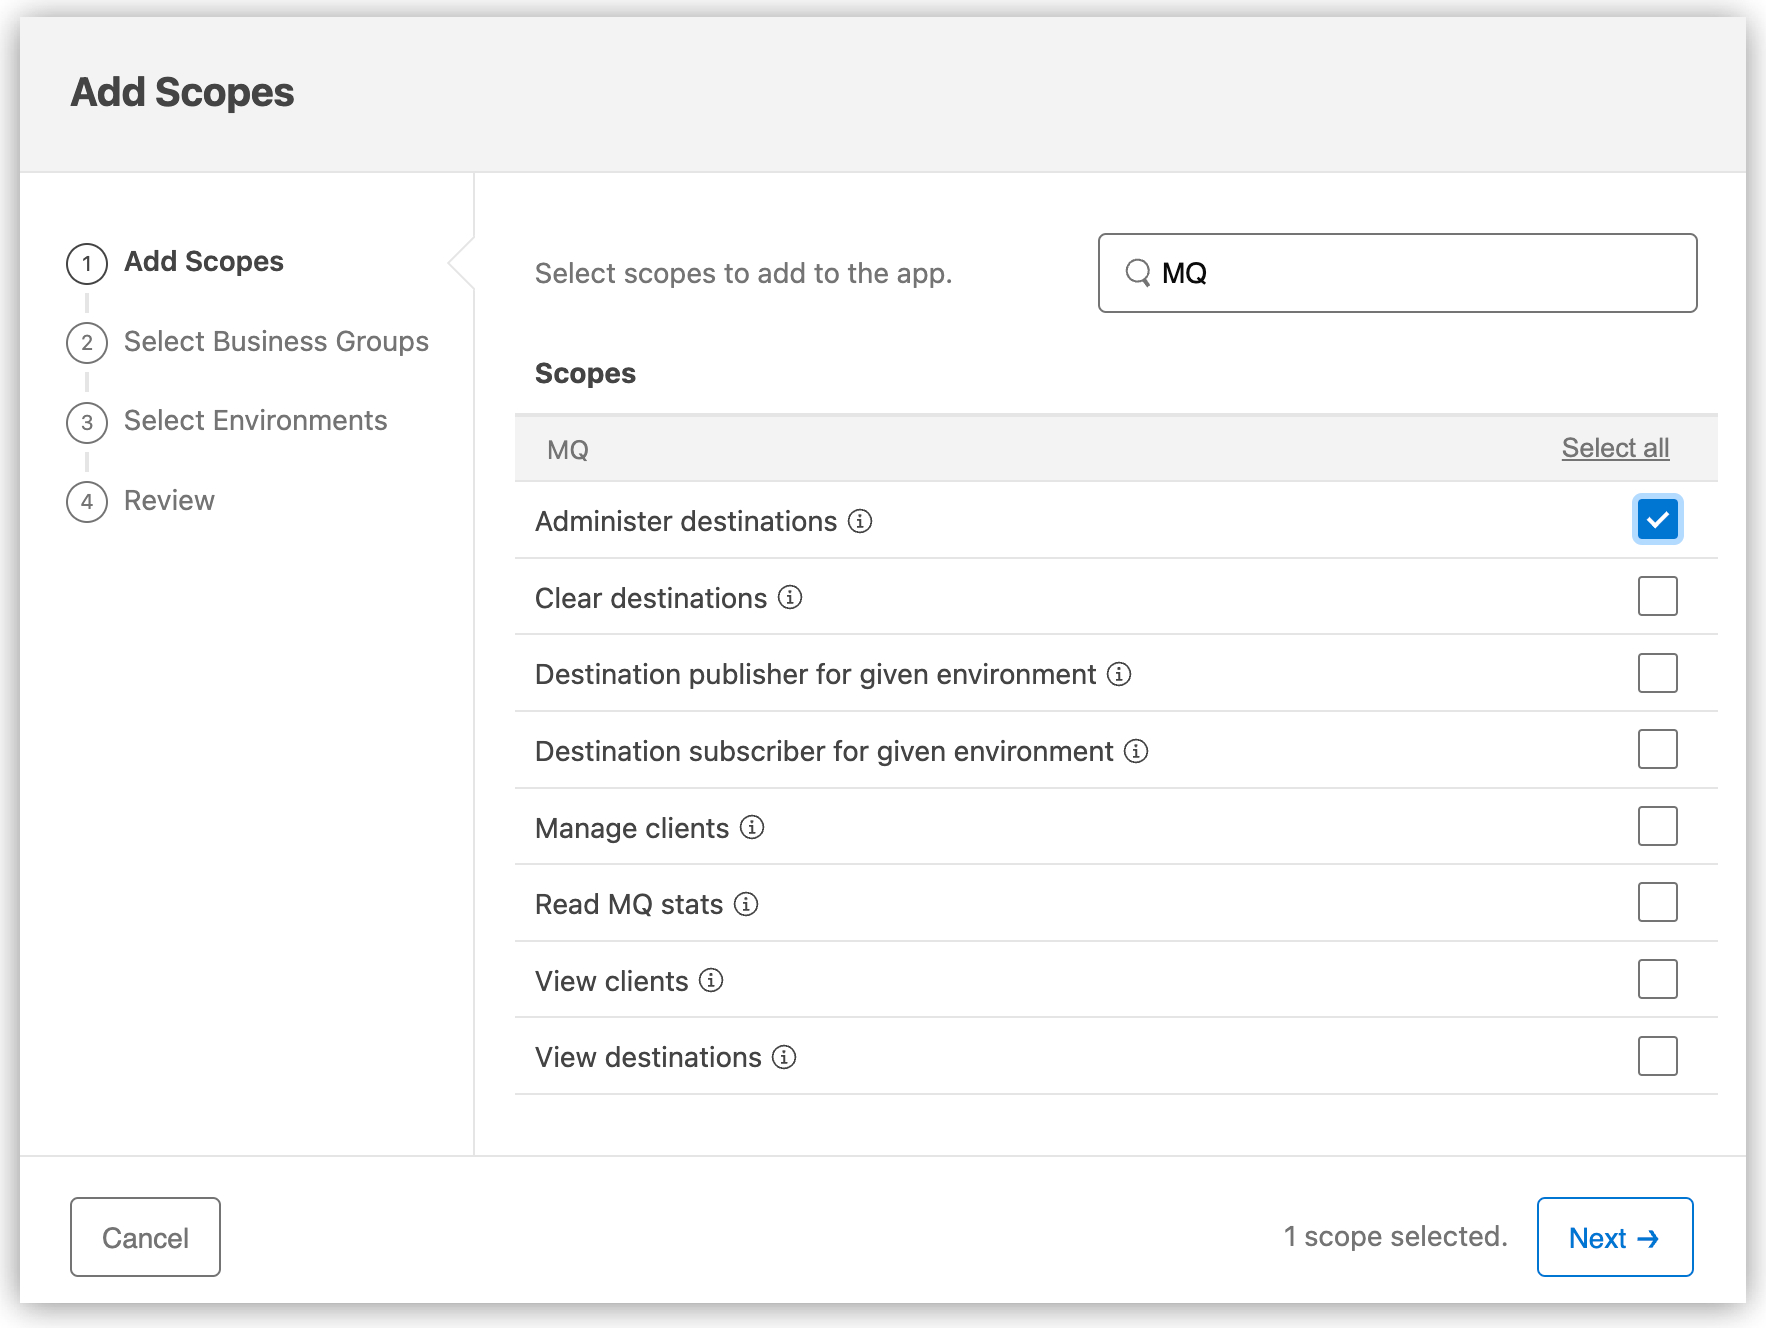 Add Scopes
1 Add Scopes
2 Select Business Groups
3 Select Environments
4 Review
Select scopes to add to the app.
MQ
Scopes
MQ Select all
Administer destinations
Clear destinations
Destination publisher for given environment
Destination subscriber for given environment
Manage clients
Read MQ stats
View clients
View destinations
Cancel
1 scope selected.
Next →